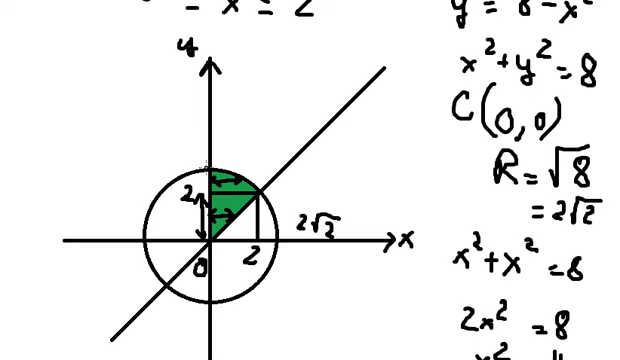 = x ≤ 2
y = 8 - x²
x² + y² = 8
C (0, 0)
R = √8
= 2√2
x² + x² = 8
2x² = 8
y
2
0
2
2√2
x